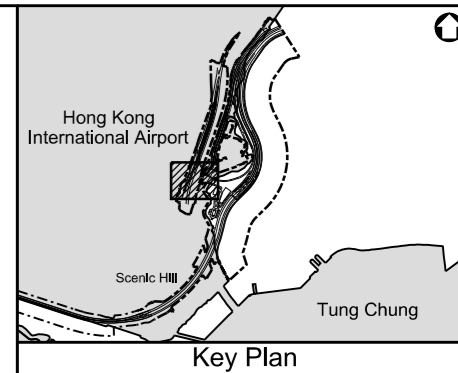 Hong Kong
International Airport
Scenic Hill
Tung Chung
Key Plan